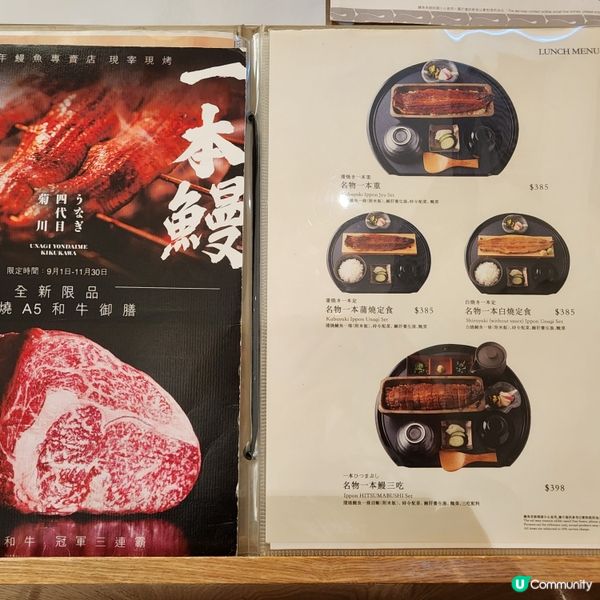 年鰻魚專賣店 現宰現烤
一本鰻
うなぎ
四代目
菊川
UNAGI YONDAIME
KIKUKAWA
限定時間：9月1日-11月30日
全新限品
燒 A5 和牛御膳
和牛 冠軍三連霸
LUNCH MENU
名物一本重
$385
名物一本蒲燒定食 $385
Kabayaki Ippon Unagi Set
名物一本白燒定食 $385
Shirayaki (without sauce) Ippon Unagi Set
一本ひつまぶし
名物一本鰻三吃
Ippon HITSUMABUSHI Set
$398
U Community